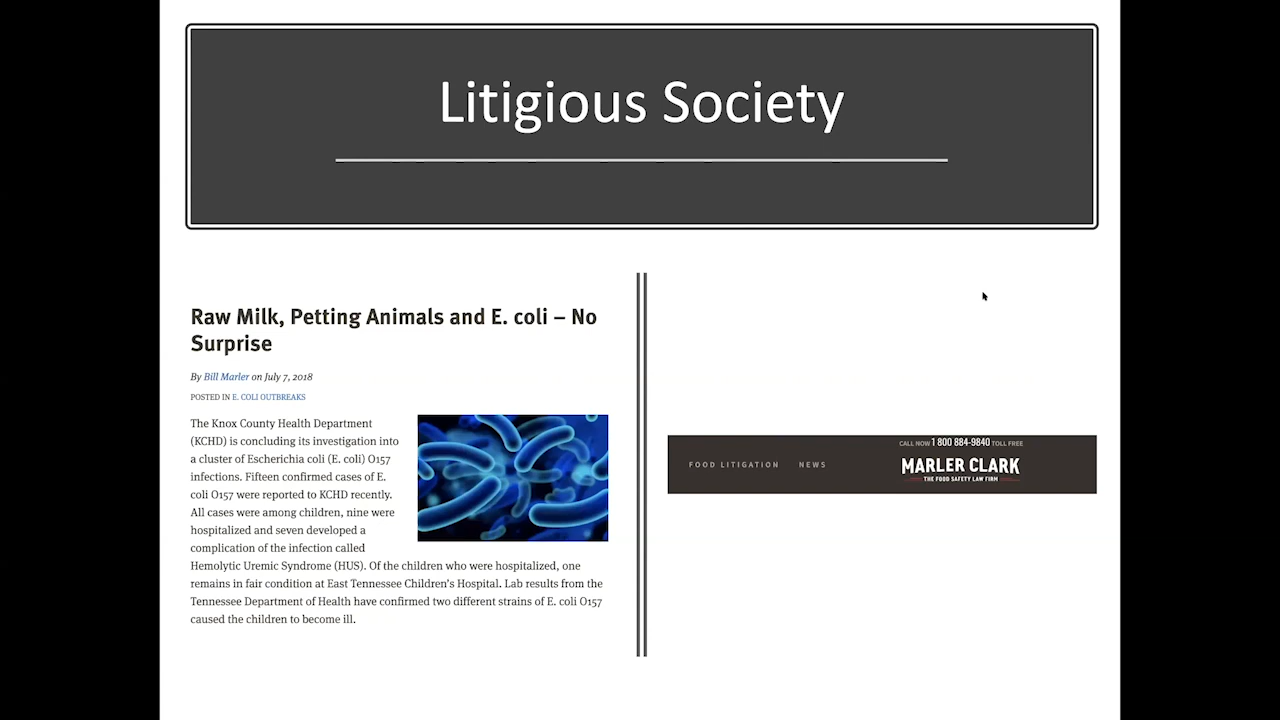 Litigious Society
Raw Milk, Petting Animals and E. coli – No
Surprise
By Bill Marler on July 7, 2018
POSTED IN E. COLI OUTBREAKS
The Knox County Health Department
(KCHD) is concluding its investigation into
a cluster of Escherichia coli (E. coli) O157
infections. Fifteen confirmed cases of E.
coli O157 were reported to KCHD recently.
All cases were among children, nine were
hospitalized and seven developed a
complication of the infection called
Hemolytic Uremic Syndrome (HUS). Of the children who were hospitalized, one
remains in fair condition at East Tennessee Children's Hospital. Lab results from the
Tennessee Department of Health have confirmed two different strains of E. coli O157
caused the children to become ill.
CALL NOW 1 800 884-9840 TOLL FREE
FOOD LITIGATION NEWS
MARLER CLARK
THE FOOD SAFETY LAW FIRM